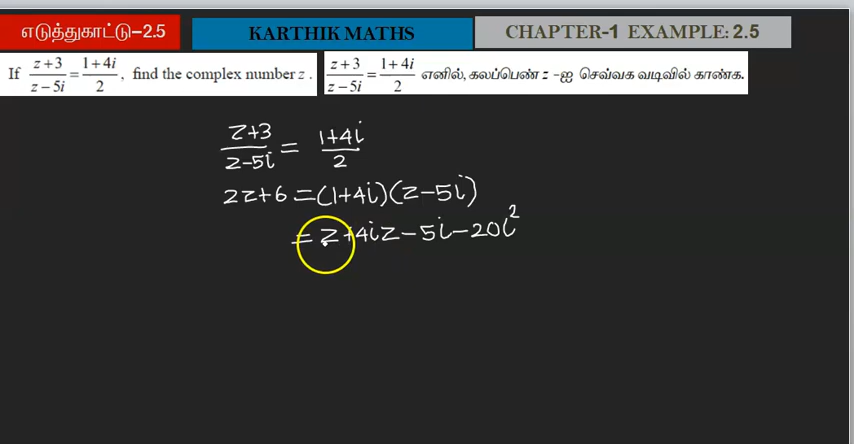 எடுத்துகாட்டு-2.5 KARTHIK MATHS CHAPTER-1 EXAMPLE: 2.5
If (z+3)/(z−5i) = (1+4i)/2, find the complex number z. (z+3)/(z−5i) = (1+4i)/2 எனில், கலப்பெண் z -ஐ செவ்வக வடிவில் காண்க.
(z+3)/(z−5i) = (1+4i)/2
2z+6 = (1+4i)(z−5i)
= z+4iz−5i−20i²